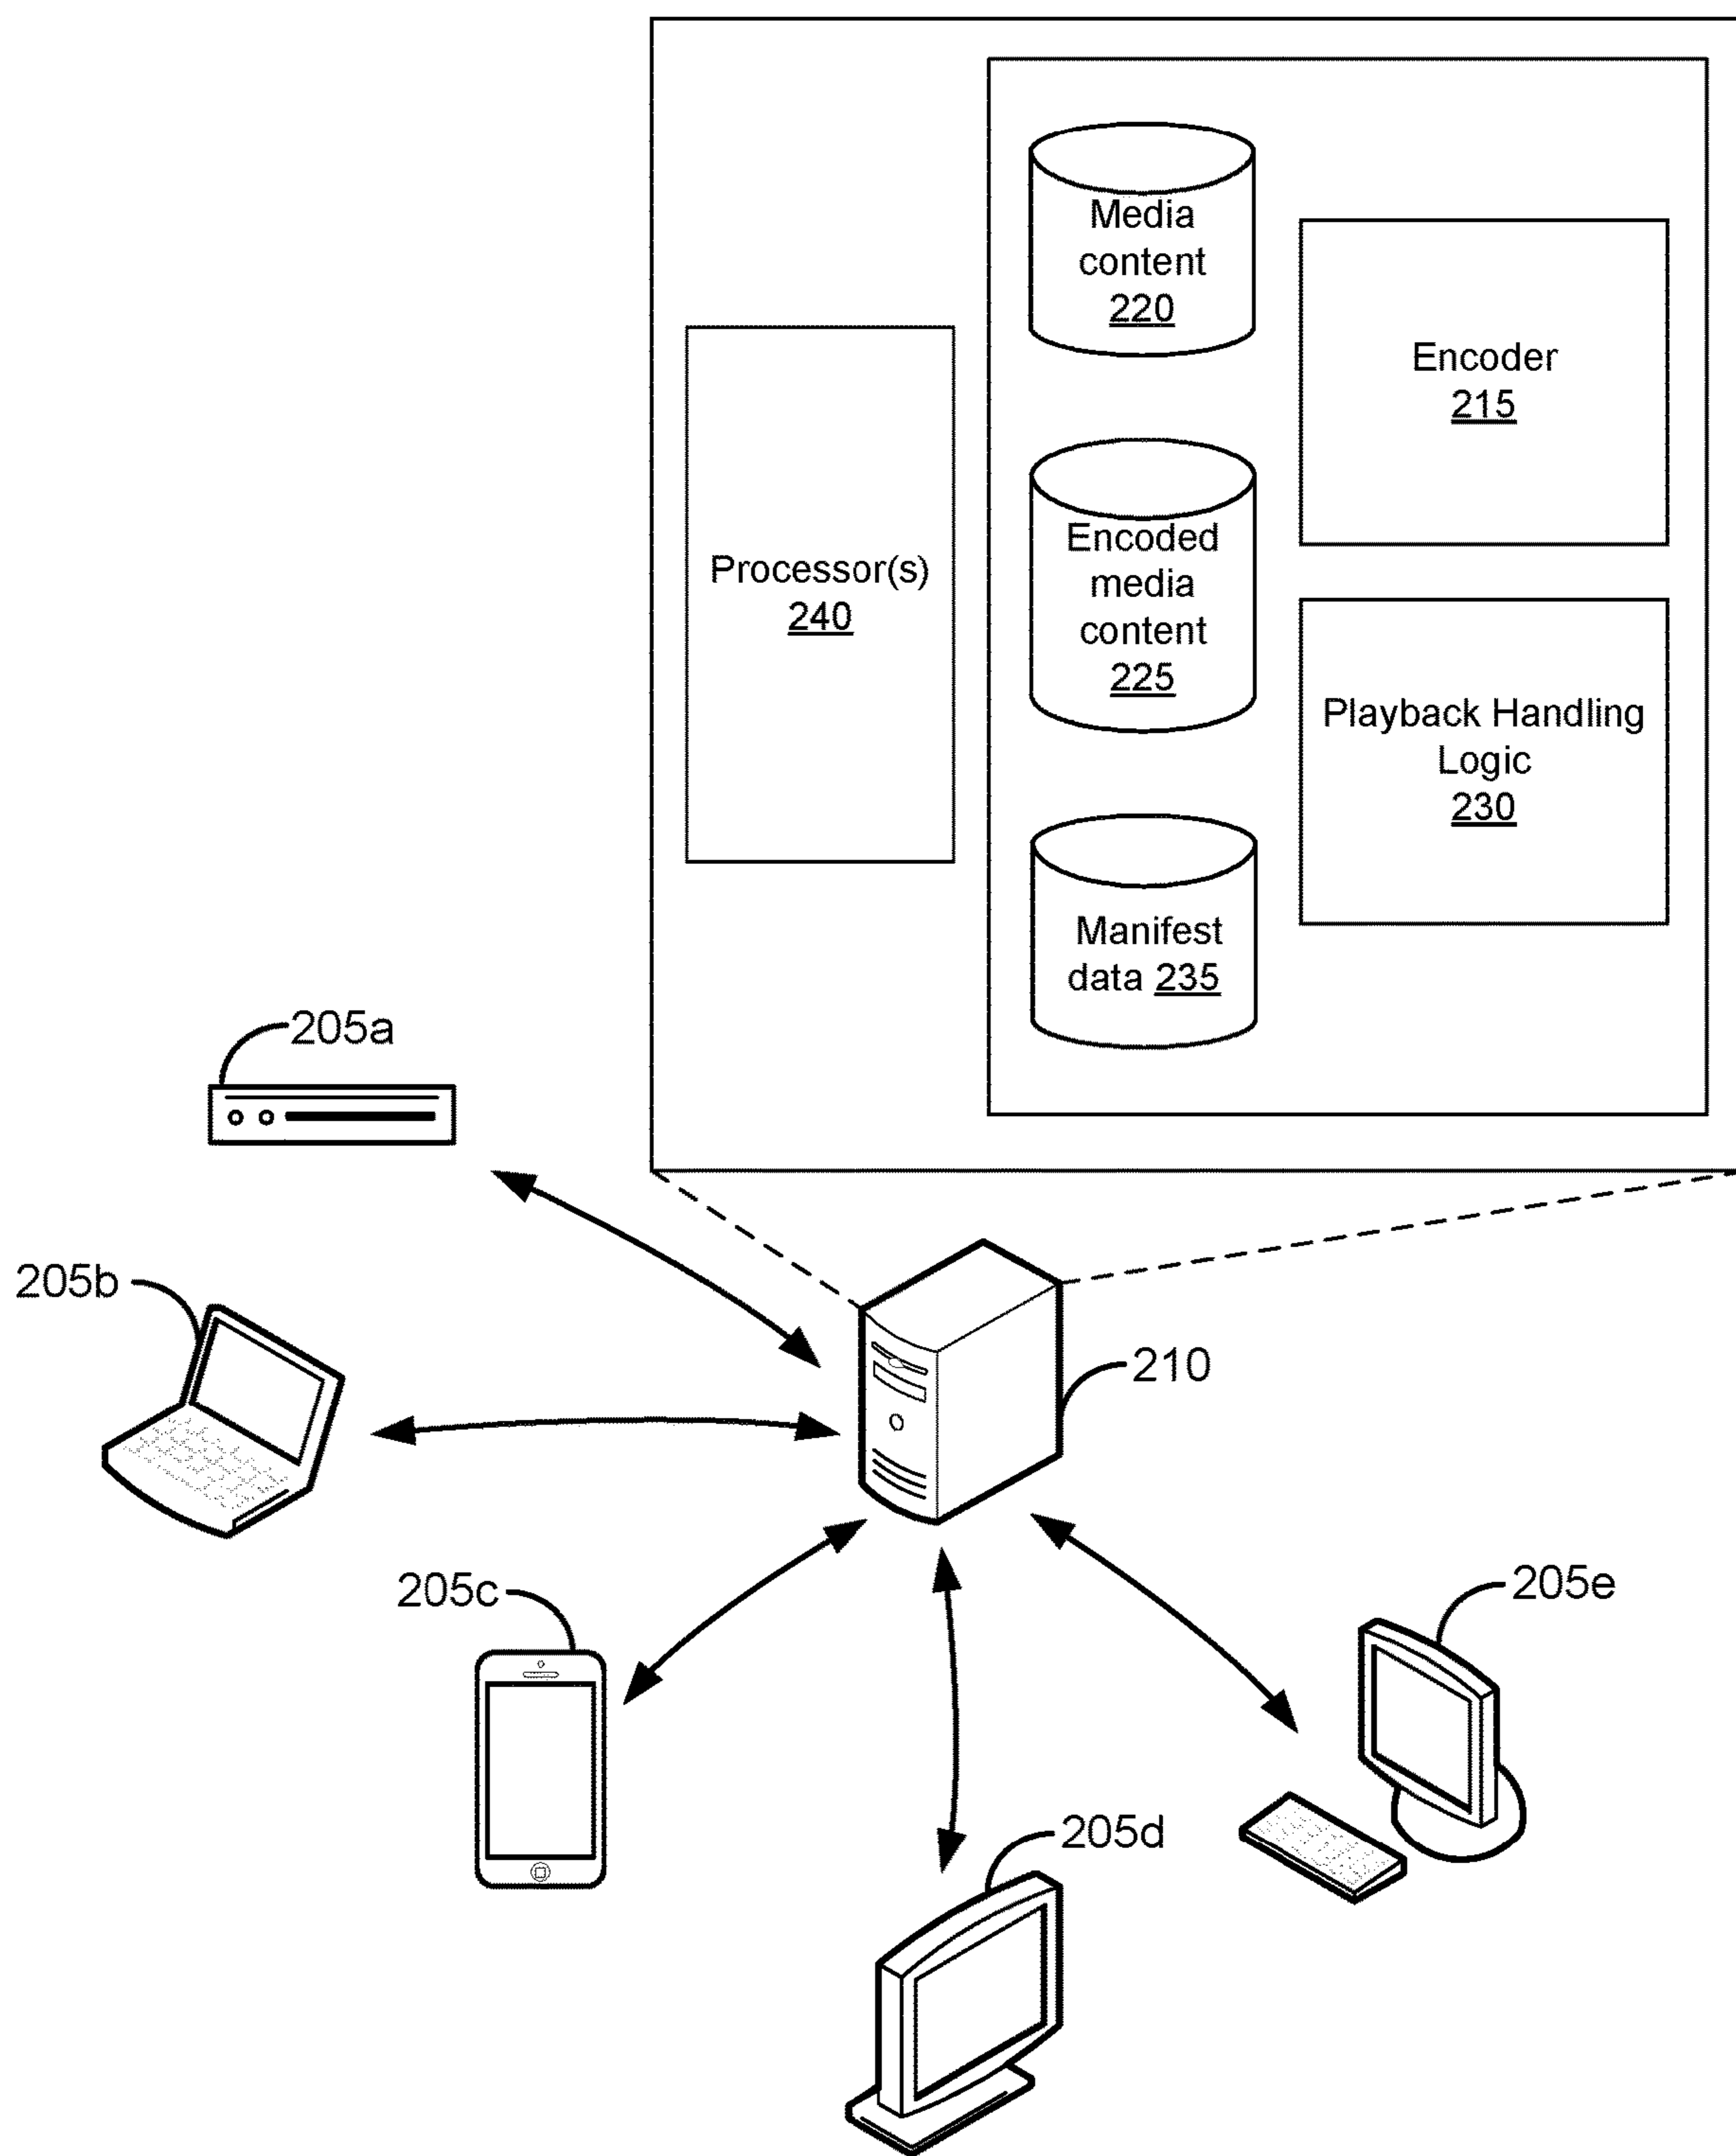 Media
content
220
Encoder
215
Encoded
media
content
225
Processor(s)
240
Playback Handling
Logic
230
Manifest
data 235
205a
205b
210
205c
205e
205d